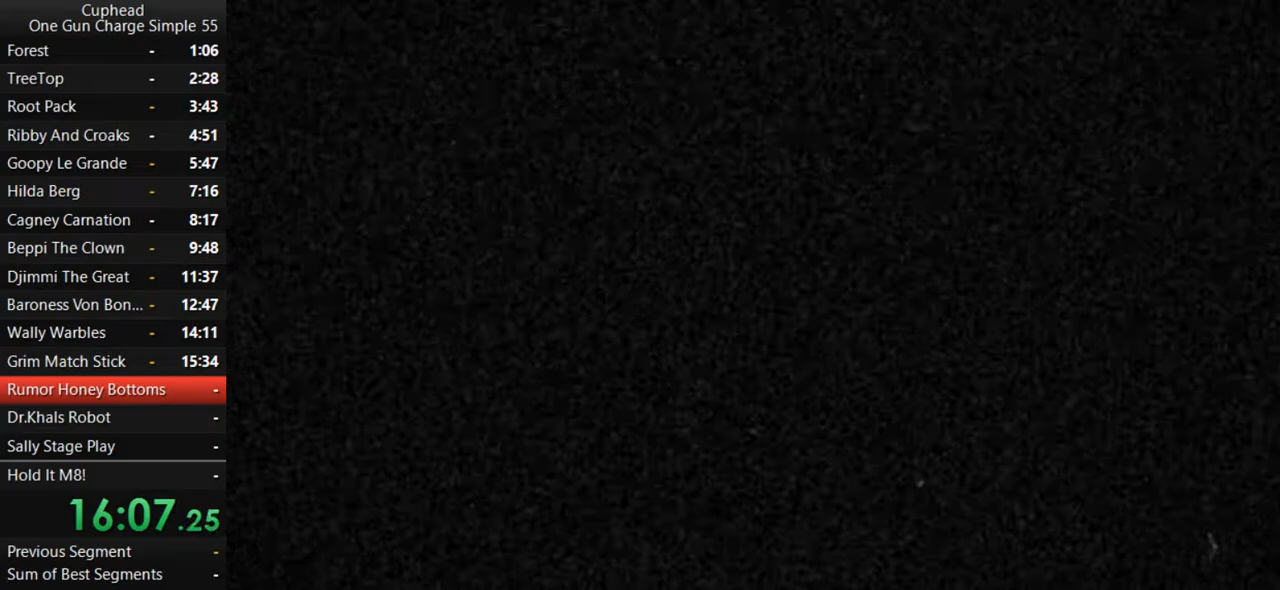 Cuphead
One Gun Charge Simple 55
Forest - 1:06
TreeTop - 2:28
Root Pack - 3:43
Ribby And Croaks - 4:51
Goopy Le Grande - 5:47
Hilda Berg - 7:16
Cagney Carnation - 8:17
Beppi The Clown - 9:48
Djimmi The Great - 11:37
Baroness Von Bon... - 12:47
Wally Warbles - 14:11
Grim Match Stick - 15:34
Rumor Honey Bottoms -
Dr.Khals Robot -
Sally Stage Play -
Hold It M8! -
16:07.25
Previous Segment -
Sum of Best Segments -